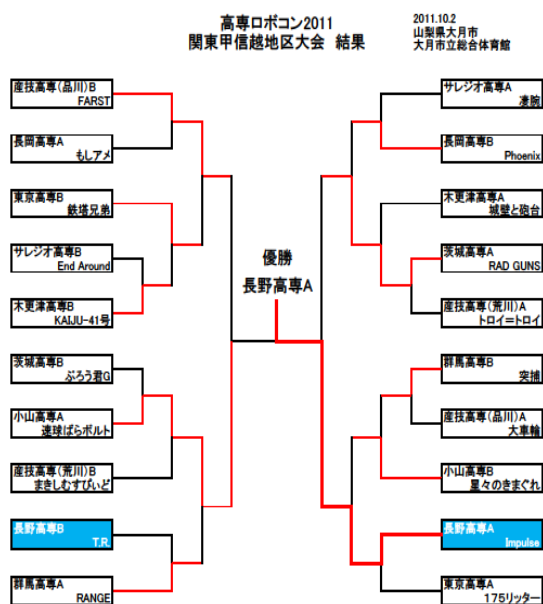 高専ロボコン2011
関東甲信越地区大会 結果
2011.10.2
山梨県大月市
大月市立総合体育館
産技高専(品川)B
FARST
長岡高専A
もしアメ
東京高専B
鉄塔兄弟
サレジオ高専B
End Around
木更津高専B
KAIJU-41号
茨城高専B
ぶろう君G
小山高専A
速球ぱらボルト
産技高専(荒川)B
まきしむすぴぃど
長野高専B
T.R.
群馬高専A
RANGE
優勝
長野高専A
サレジオ高専A
凄腕
長岡高専B
Phoenix
木更津高専A
城壁と砲台
茨城高専A
RAD GUNS
産技高専(荒川)A
トロイ=トロイ
群馬高専B
突捕
産技高専(品川)A
大車輪
小山高専B
星々のきまぐれ
長野高専A
Impulse
東京高専A
175リッター